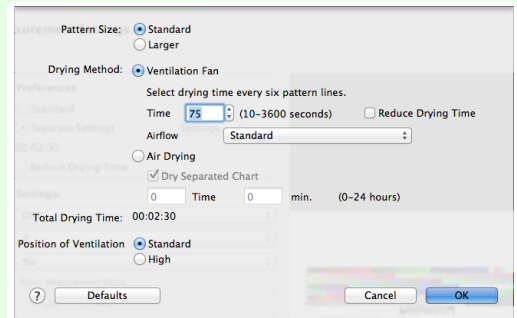 Pattern Size: Standard
Larger
Drying Method: Ventilation Fan
Select drying time every six pattern lines.
Time 75 (10-3600 seconds) Reduce Drying Time
Airflow Standard
Air Drying
Dry Separated Chart
0 Time 0 min. (0-24 hours)
Total Drying Time: 00:02:30
Position of Ventilation Standard
High
? Defaults Cancel OK